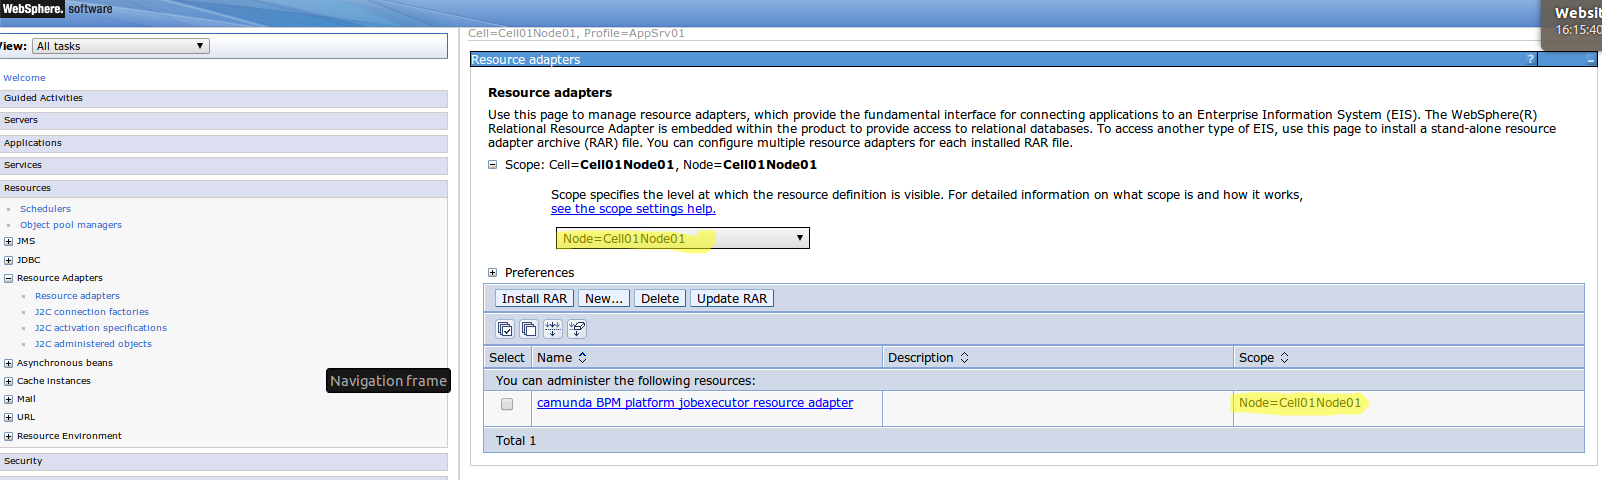 WebSphere. software
View: All tasks
Welcome
Guided Activities
Servers
Applications
Services
Resources
Schedulers
Object pool managers
JMS
JDBC
Resource Adapters
Resource adapters
J2C connection factories
J2C activation specifications
J2C administered objects
Asynchronous beans
Cache instances
Mail
URL
Resource Environment
Security
Navigation frame
Cell=Cell01Node01, Profile=AppSrv01
Websit
16:15:40
Resource adapters ? _
Resource adapters
Use this page to manage resource adapters, which provide the fundamental interface for connecting applications to an Enterprise Information System (EIS). The WebSphere(R)
Relational Resource Adapter is embedded within the product to provide access to relational databases. To access another type of EIS, use this page to install a stand-alone resource
adapter archive (RAR) file. You can configure multiple resource adapters for each installed RAR file.
Scope: Cell=Cell01Node01, Node=Cell01Node01
Scope specifies the level at which the resource definition is visible. For detailed information on what scope is and how it works,
see the scope settings help.
Node=Cell01Node01
Preferences
Install RAR New... Delete Update RAR
Select Name Description Scope
You can administer the following resources:
camunda BPM platform jobexecutor resource adapter Node=Cell01Node01
Total 1